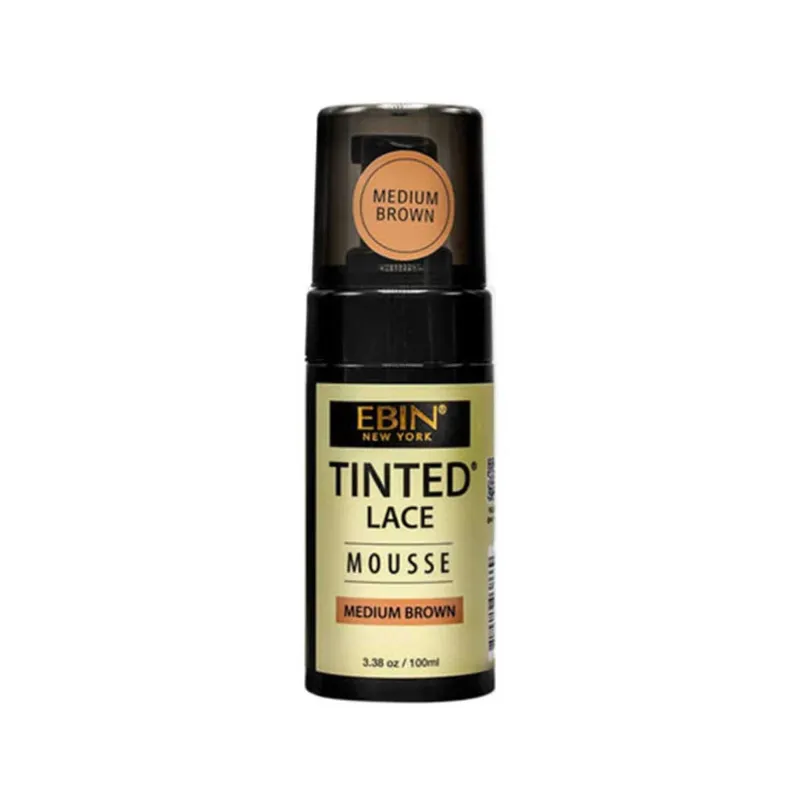 MEDIUM
BROWN
EBIN®
NEW YORK
TINTED®
LACE
MOUSSE
MEDIUM BROWN
3.38 oz / 100ml